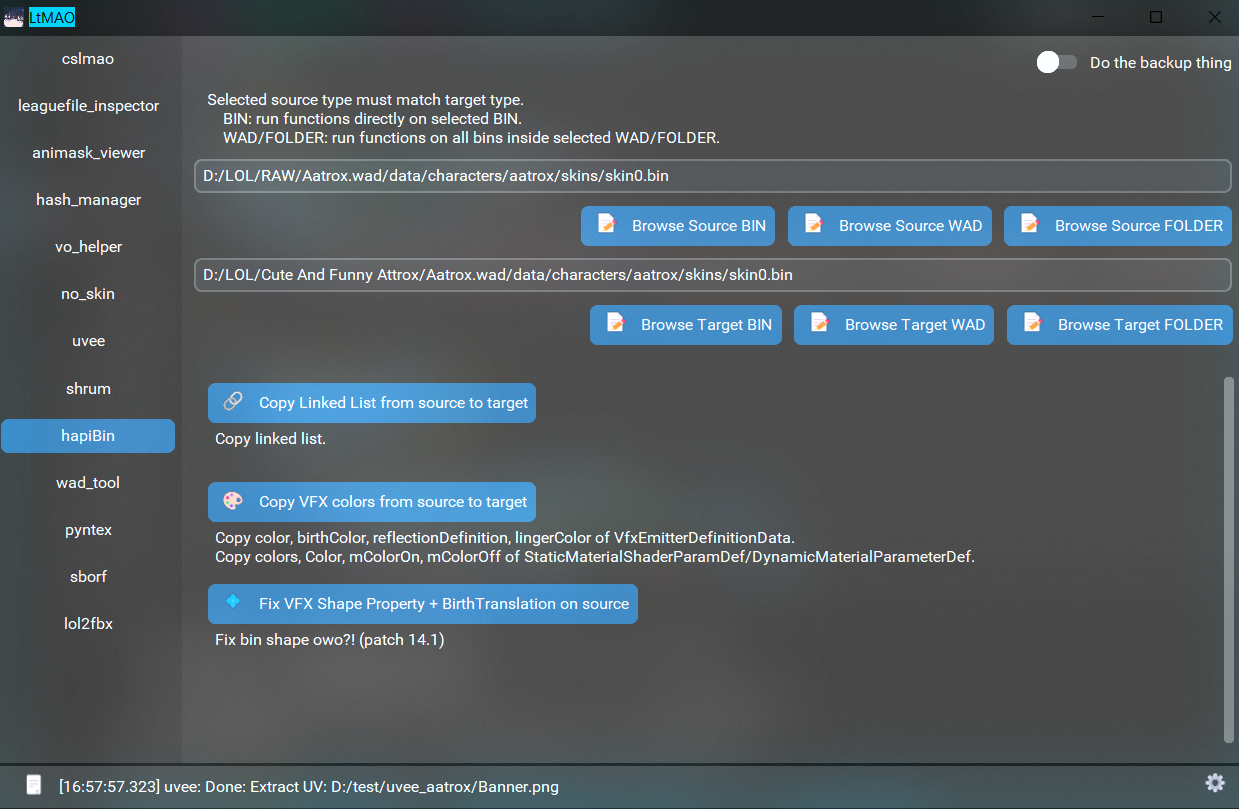 LtMAO
cslmao
leaguefile_inspector
animask_viewer
hash_manager
vo_helper
no_skin
uvee
shrum
hapiBin
wad_tool
pyntex
sborf
lol2fbx
Do the backup thing
Selected source type must match target type.
BIN: run functions directly on selected BIN.
WAD/FOLDER: run functions on all bins inside selected WAD/FOLDER.
D:/LOL/RAW/Aatrox.wad/data/characters/aatrox/skins/skin0.bin
Browse Source BIN
Browse Source WAD
Browse Source FOLDER
D:/LOL/Cute And Funny Attrox/Aatrox.wad/data/characters/aatrox/skins/skin0.bin
Browse Target BIN
Browse Target WAD
Browse Target FOLDER
Copy Linked List from source to target
Copy linked list.
Copy VFX colors from source to target
Copy color, birthColor, reflectionDefinition, lingerColor of VfxEmitterDefinitionData.
Copy colors, Color, mColorOn, mColorOff of StaticMaterialShaderParamDef/DynamicMaterialParameterDef.
Fix VFX Shape Property + BirthTranslation on source
Fix bin shape owo?! (patch 14.1)
[16:57:57.323] uvee: Done: Extract UV: D:/test/uvee_aatrox/Banner.png